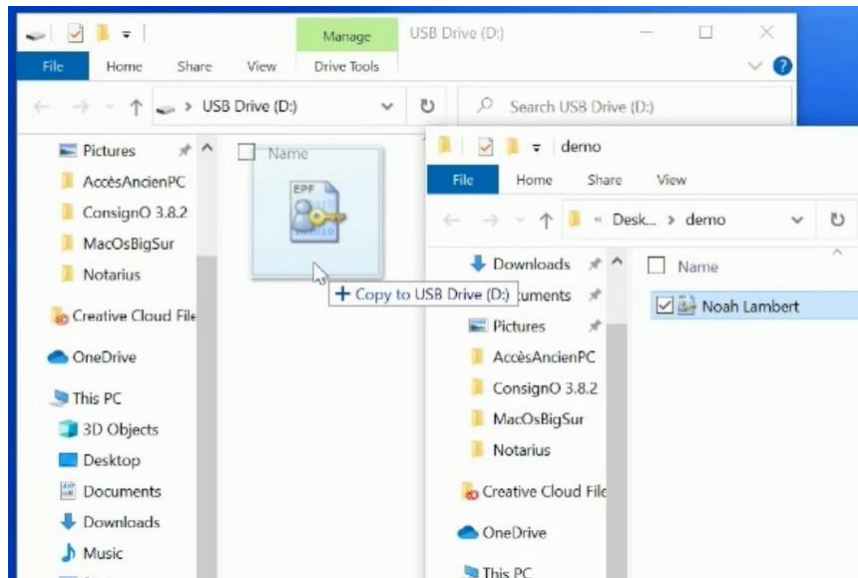 Manage
USB Drive (D:)
File
Home
Share
View
Drive Tools
USB Drive (D:)
Search USB Drive (D:)
Pictures
AccèsAncienPC
ConsignO 3.8.2
MacOsBigSur
Notarius
Creative Cloud File
OneDrive
This PC
3D Objects
Desktop
Documents
Downloads
Music
Name
EPF
Copy to USB Drive (D:)
demo
File
Home
Share
View
« Desk... > demo
Downloads
uments
Pictures
AccèsAncienPC
ConsignO 3.8.2
MacOsBigSur
Notarius
Creative Cloud File
OneDrive
This PC
Name
Noah Lambert